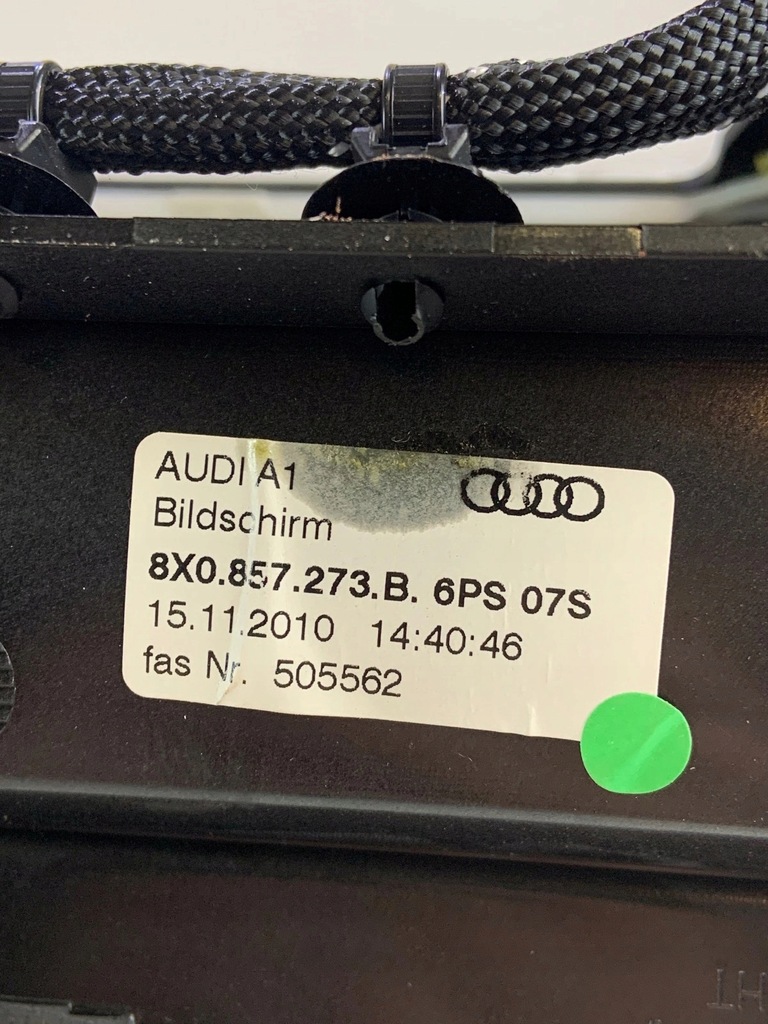 AUDI A1
Bildschirm
8X0.857.273.B. 6PS 07S
15.11.2010 14:40:46
fas Nr. 505562